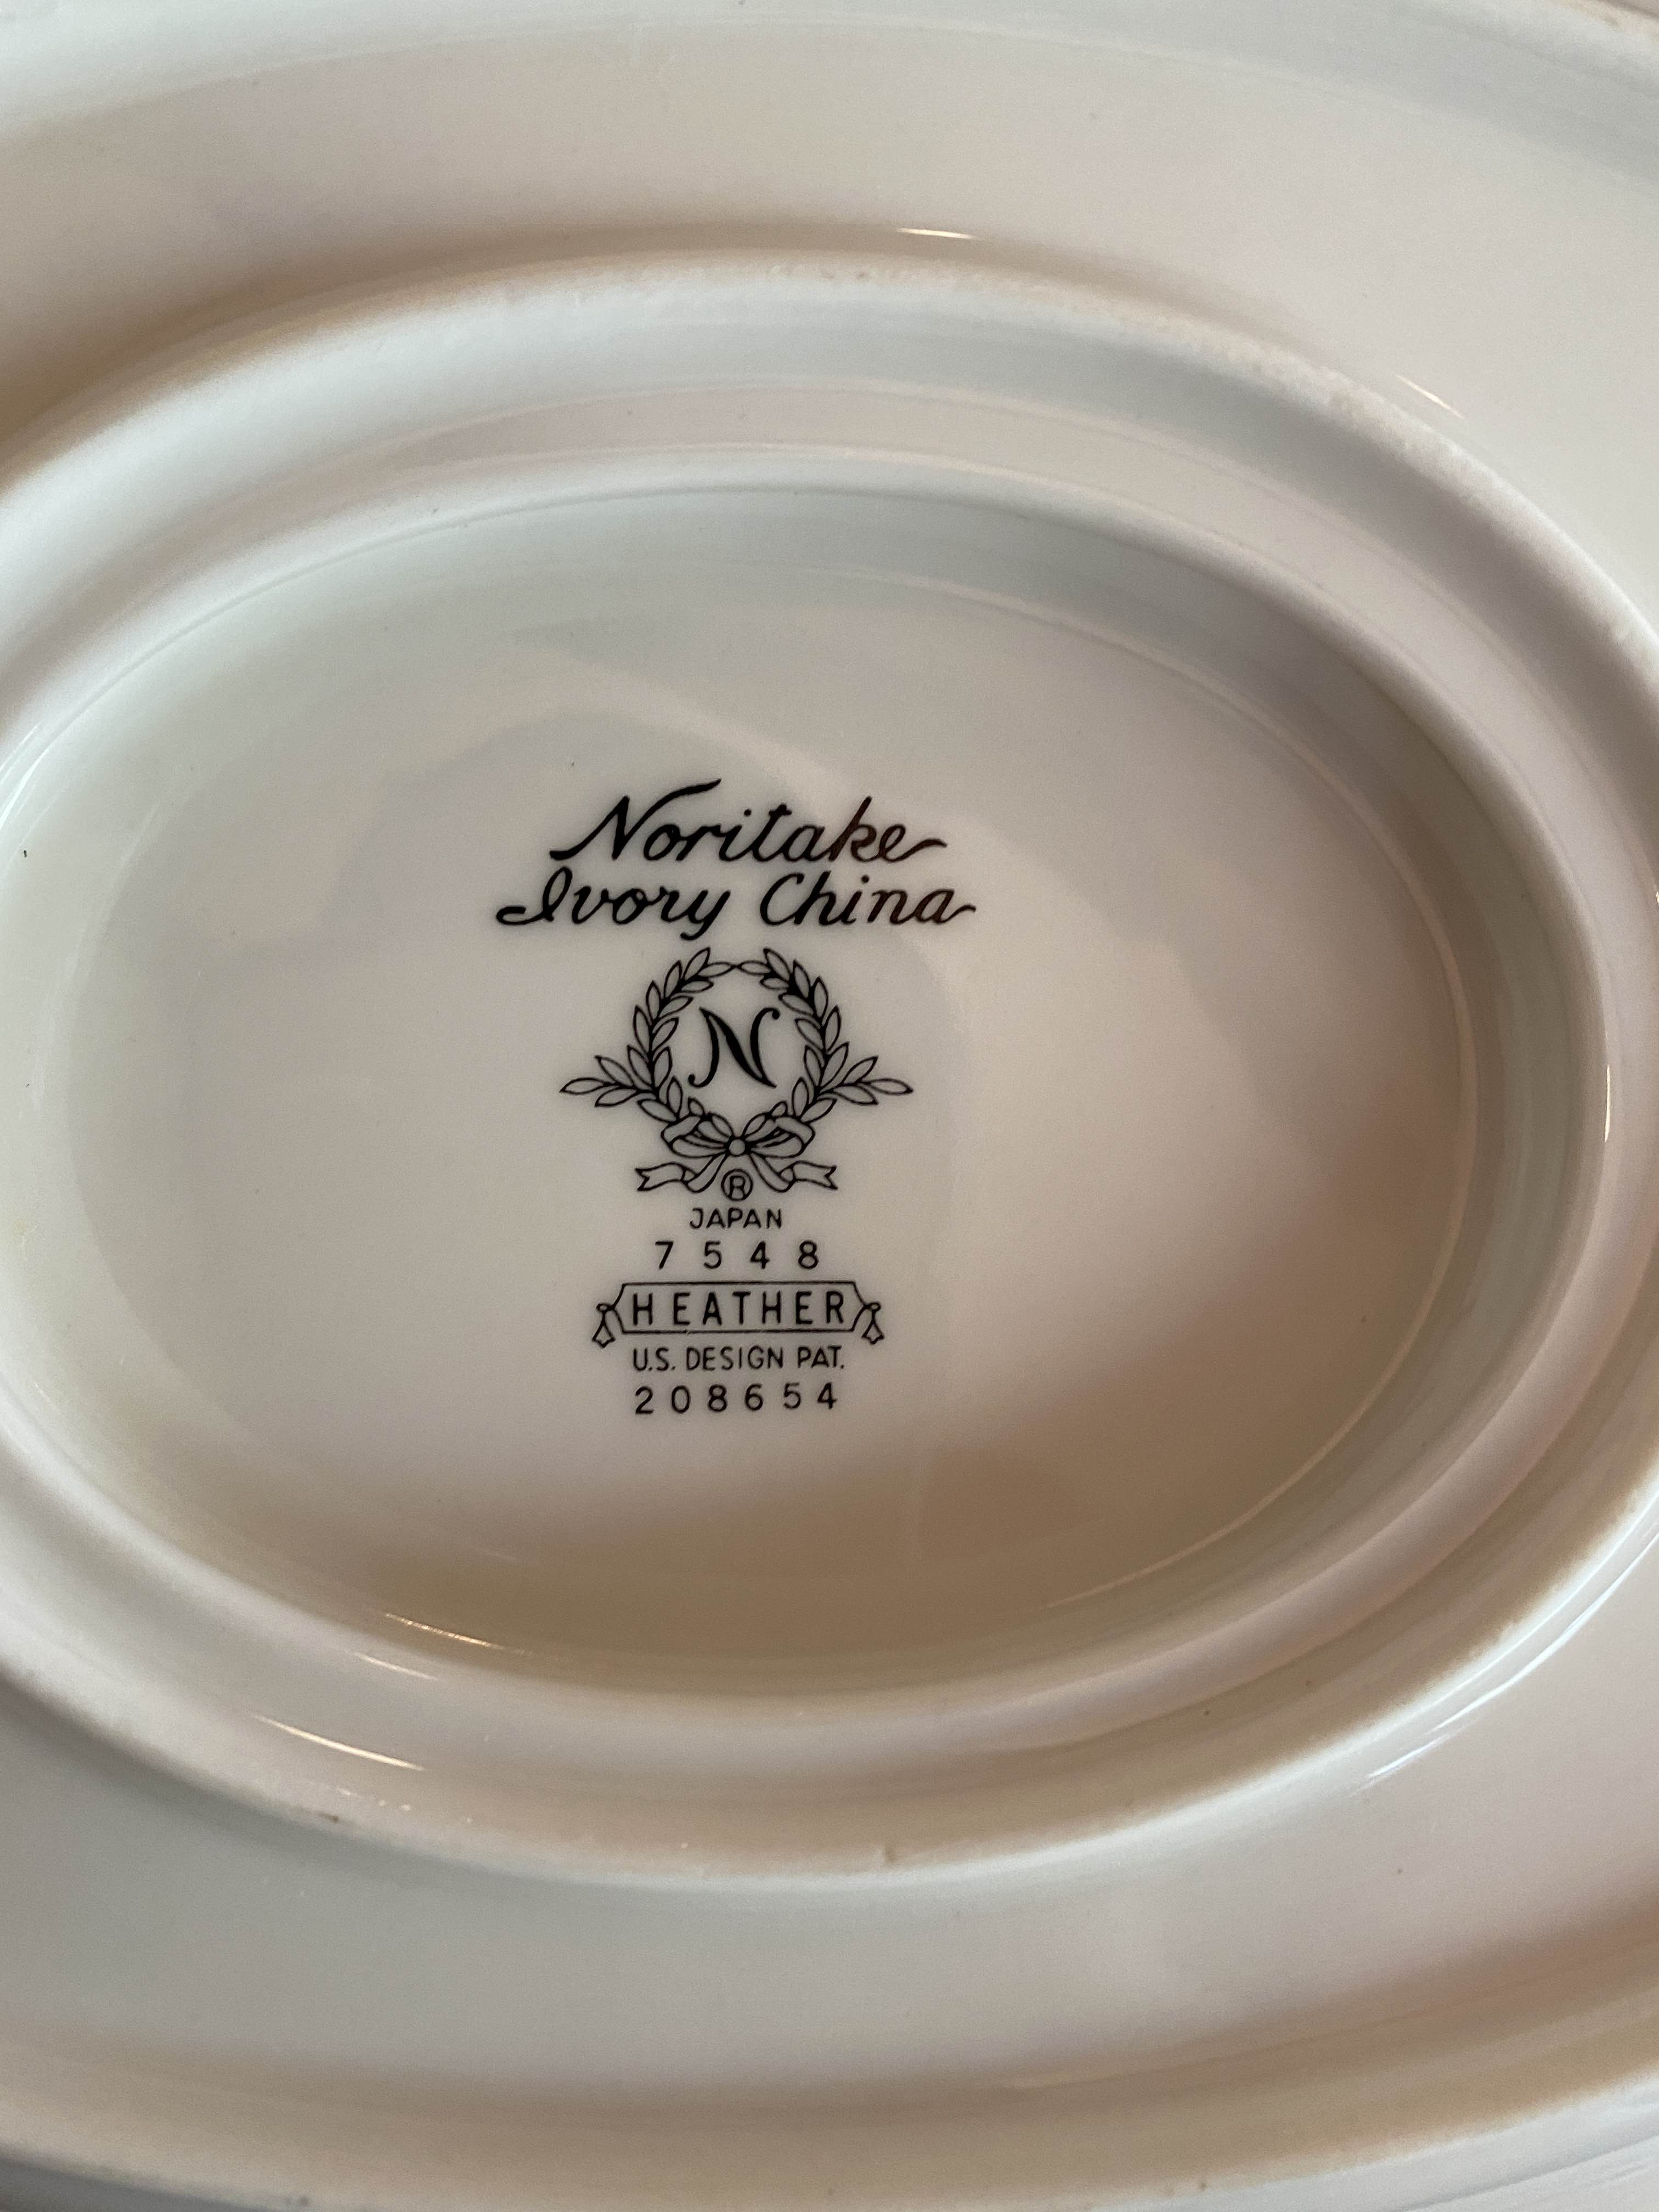 Noritake
Ivory China
N
®
JAPAN
7548
HEATHER
U.S. DESIGN PAT.
208654